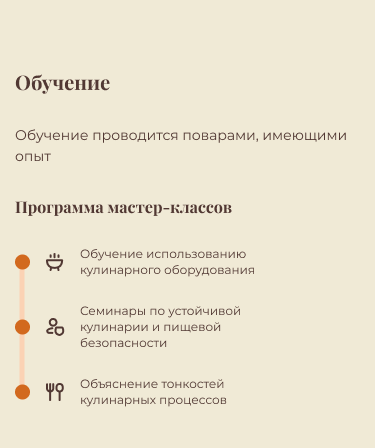 Обучение
Обучение проводится поварами, имеющими
опыт
Программа мастер-классов
Обучение использованию
кулинарного оборудования
Семинары по устойчивой
кулинарии и пищевой
безопасности
Объяснение тонкостей
кулинарных процессов